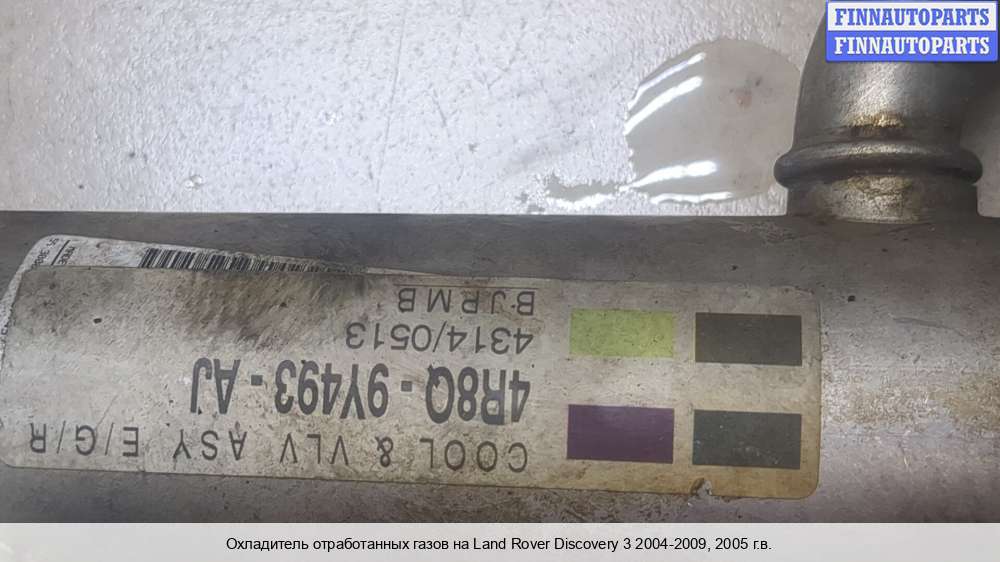 FINNAUTOPARTS
FINNAUTOPARTS
COOL & VLV ASY E/G/R
4R8Q - 9Y493 - AJ
4314/0513
BJRMB
Охладитель отработанных газов на Land Rover Discovery 3 2004-2009, 2005 г.в.